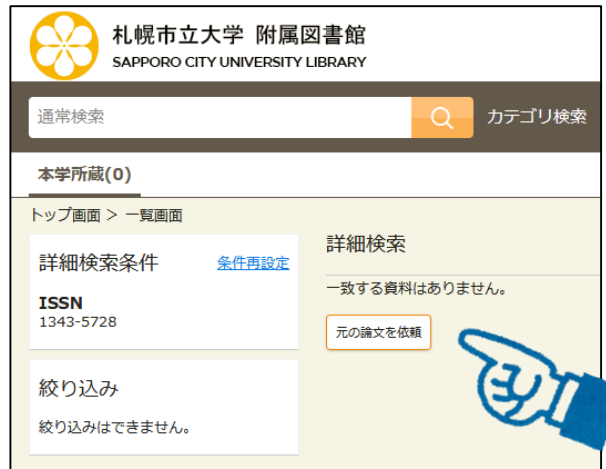 札幌市立大学 附属図書館
SAPPORO CITY UNIVERSITY LIBRARY
通常検索
カテゴリ検索
本学所蔵(0)
トップ画面 > 一覧画面
詳細検索条件 条件再設定
ISSN
1343-5728
絞り込み
絞り込みはできません。
詳細検索
一致する資料はありません。
元の論文を依頼